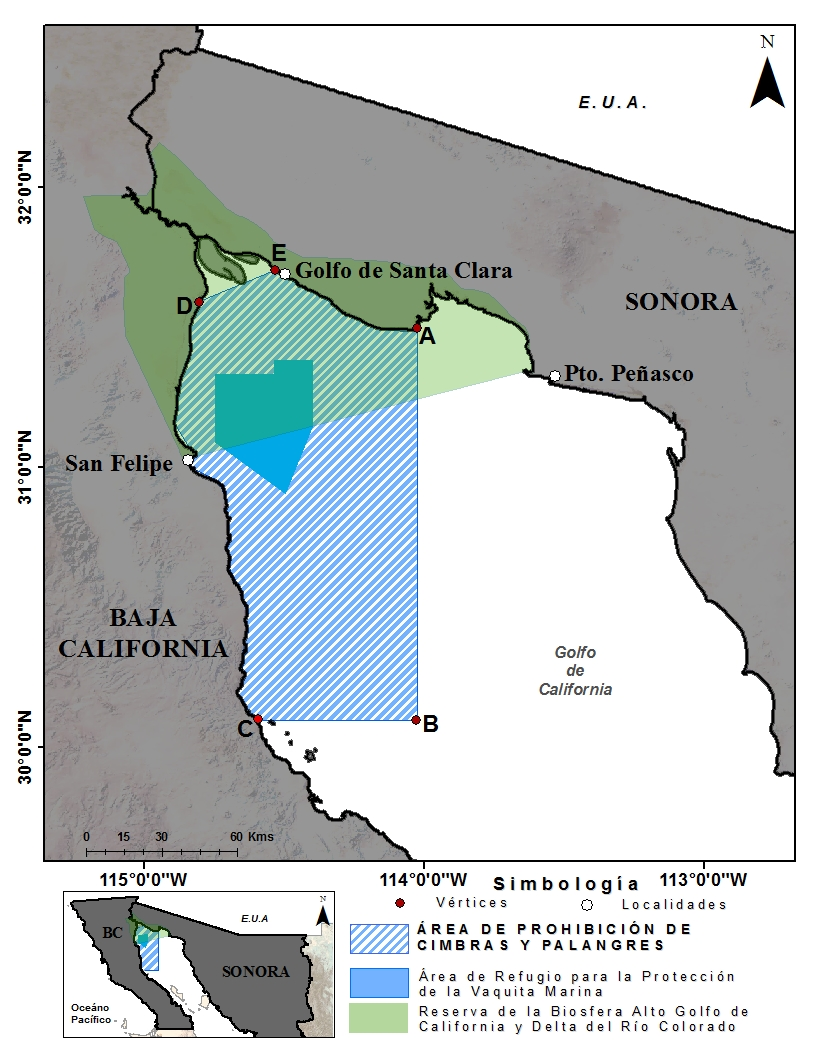 N
E.U.A.
32°0'0"N
E
Golfo de Santa Clara
SONORA
D
A
Pto. Peñasco
San Felipe
31°0'0"N
BAJA
CALIFORNIA
Golfo
de
California
C
B
30°0'0"N
0 15 30 60 Kms
115°0'0"W
114°0'0"W
113°0'0"W
Simbología
Vértices
Localidades
ÁREA DE PROHIBICIÓN DE
CIMBRAS Y PALANGRES
Área de Refugio para la Protección
de la Vaquita Marina
Reserva de la Biosfera Alto Golfo de
California y Delta del Río Colorado
N
E.U.A
BC
SONORA
Oceáno
Pacífico